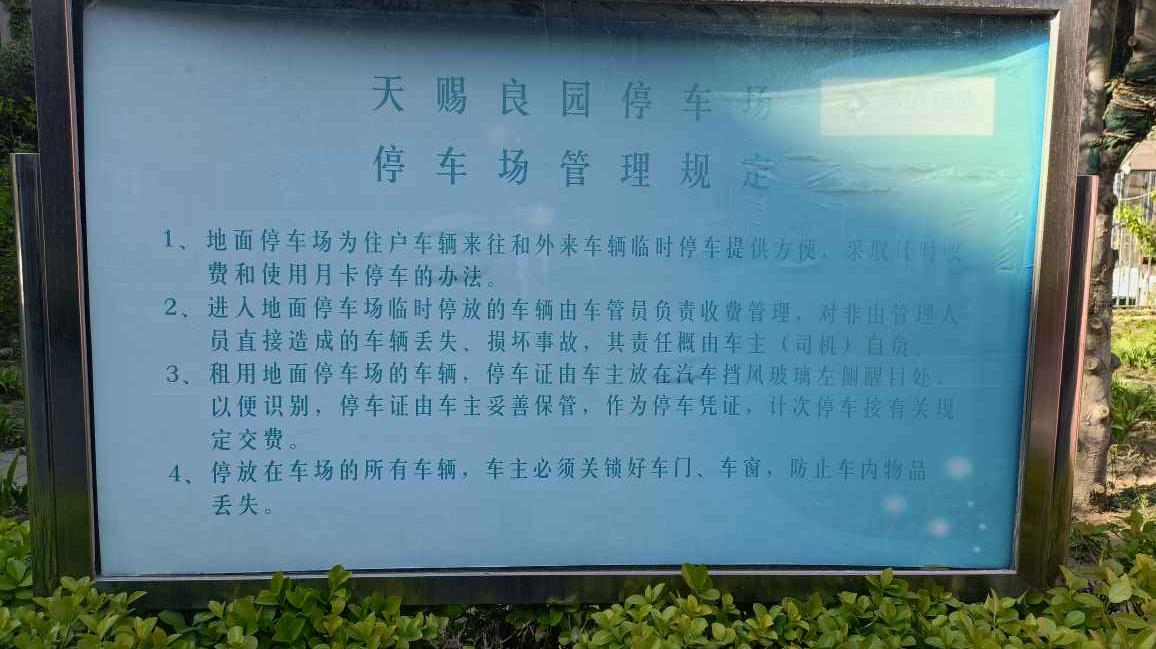 天赐良园停车场
停车场管理规定
1、地面停车场为住户车辆来往和外来车辆临时停车提供方便，采取计时收
费和使用月卡停车的办法。
2、进入地面停车场临时停放的车辆由车管员负责收费管理，对非由管理人
员直接造成的车辆丢失、损坏事故，其责任概由车主（司机）自负。
3、租用地面停车场的车辆，停车证由车主放在汽车挡风玻璃左侧醒目处，
以便识别，停车证由车主妥善保管，作为停车凭证，计次停车按有关规
定交费。
4、停放在车场的所有车辆，车主必须关锁好车门、车窗，防止车内物品
丢失。